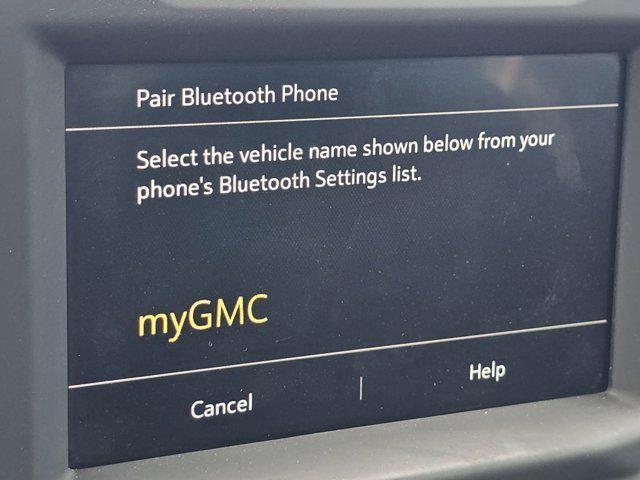 Pair Bluetooth Phone
Select the vehicle name shown below from your
phone's Bluetooth Settings list.
myGMC
Cancel | Help